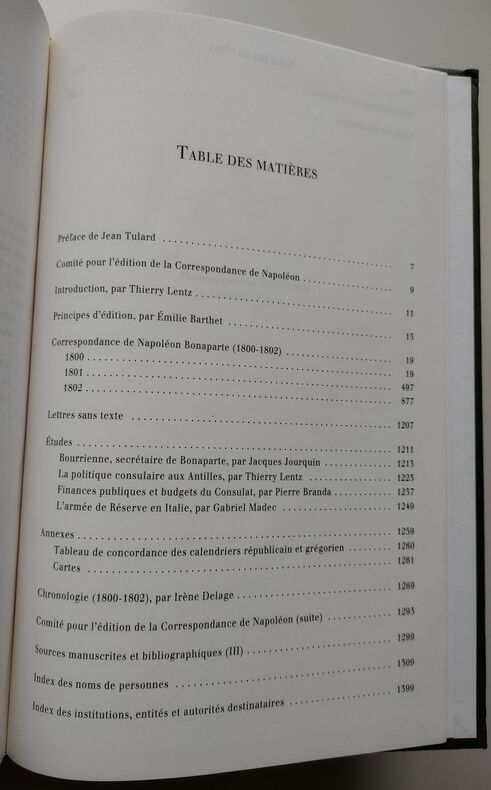 TABLE DES MATIÈRES
Préface de Jean Tulard ........ 7
Comité pour l'édition de la Correspondance de Napoléon ........ 9
Introduction, par Thierry Lentz ........ 11
Principes d'édition, par Émilie Barthet ........ 15
Correspondance de Napoléon Bonaparte (1800-1802) ........ 19
1800 ........ 19
1801 ........ 497
1802 ........ 877
Lettres sans texte ........ 1207
Études ........ 1211
Bourrienne, secrétaire de Bonaparte, par Jacques Jourquin ........ 1213
La politique consulaire aux Antilles, par Thierry Lentz ........ 1223
Finances publiques et budgets du Consulat, par Pierre Branda ........ 1237
L'armée de Réserve en Italie, par Gabriel Madec ........ 1249
Annexes ........ 1259
Tableau de concordance des calendriers républicain et grégorien ........ 1260
Cartes ........ 1261
Chronologie (1800-1802), par Irène Delage ........ 1269
Comité pour l'édition de la Correspondance de Napoléon (suite) ........ 1293
Sources manuscrites et bibliographiques (III) ........ 1299
Index des noms de personnes ........ 1309
Index des institutions, entités et autorités destinataires ........ 1399